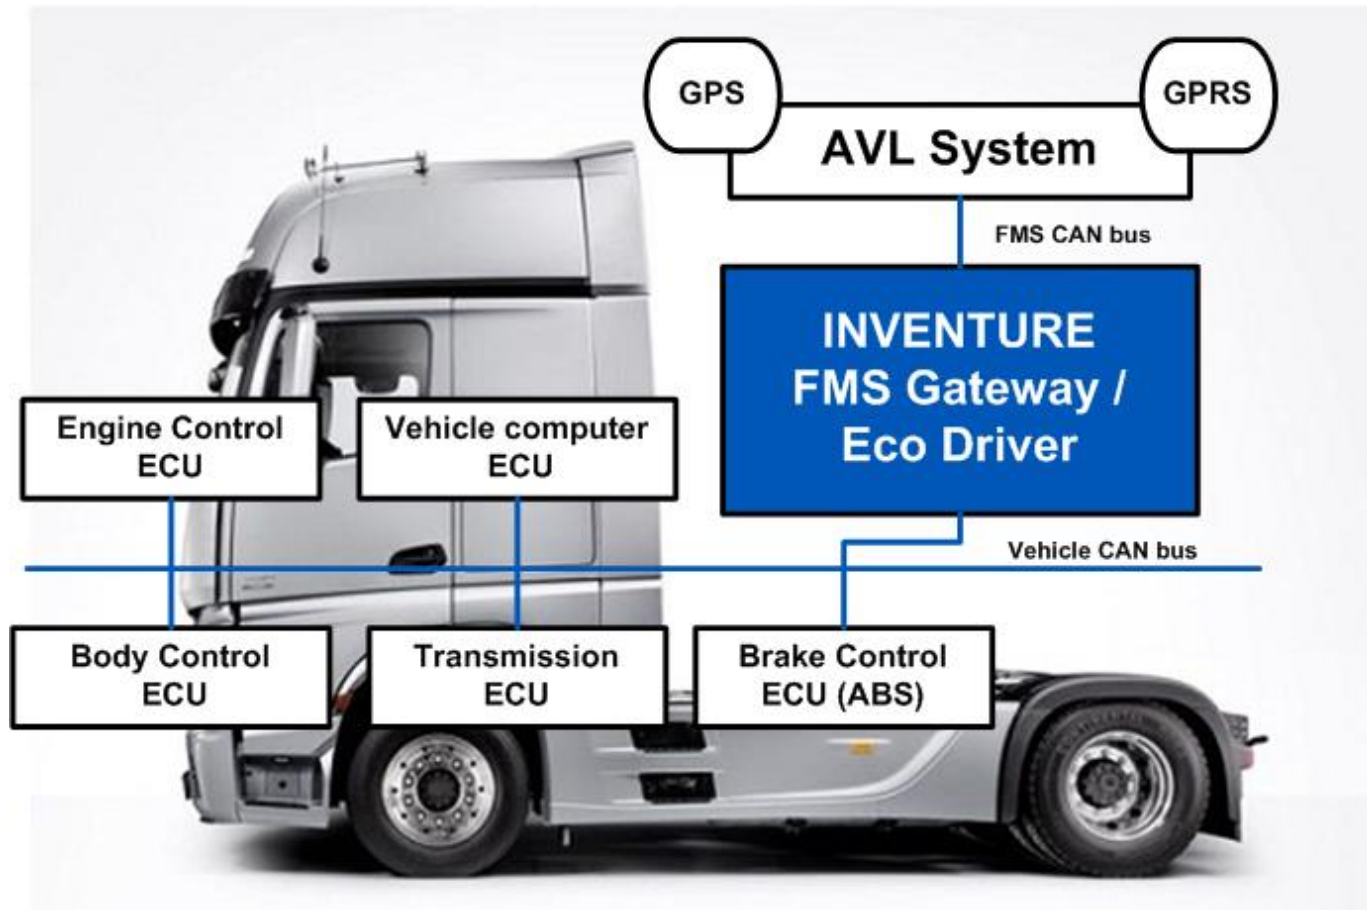 GPS
GPRS
AVL System
FMS CAN bus
INVENTURE
FMS Gateway /
Eco Driver
Engine Control
ECU
Vehicle computer
ECU
Vehicle CAN bus
Body Control
ECU
Transmission
ECU
Brake Control
ECU (ABS)